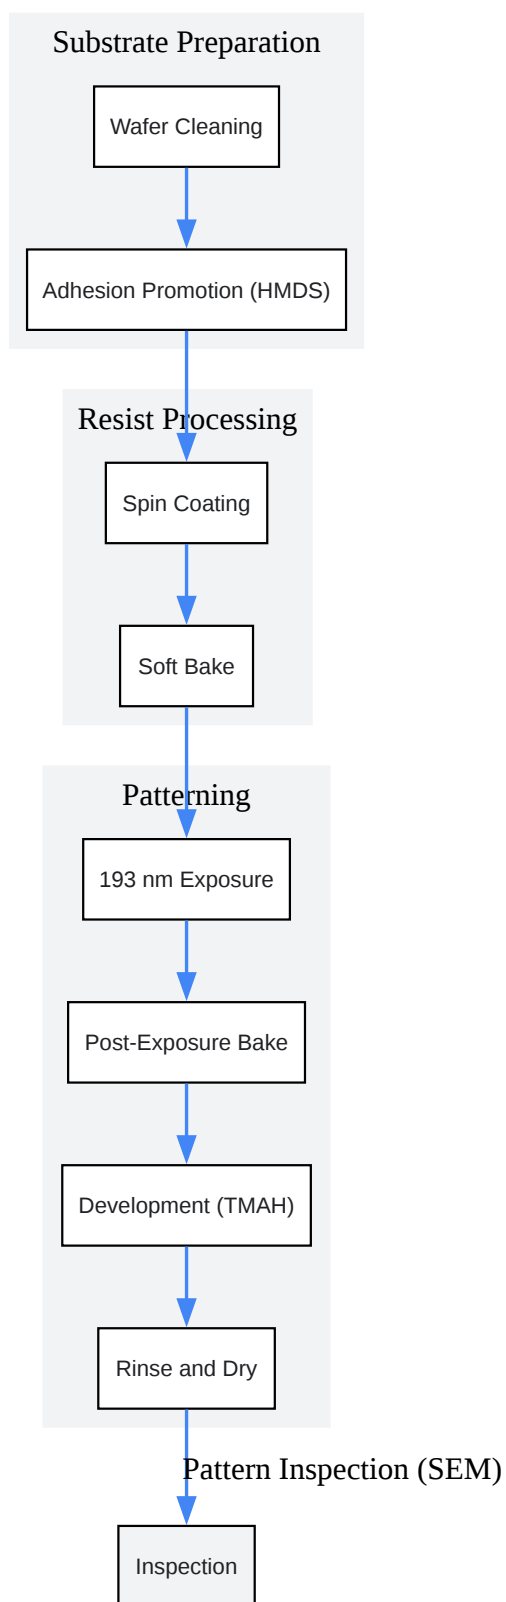 Substrate Preparation
Wafer Cleaning
Adhesion Promotion (HMDS)
Resist Processing
Spin Coating
Soft Bake
Patterning
193 nm Exposure
Post-Exposure Bake
Development (TMAH)
Rinse and Dry
Pattern Inspection (SEM)
Inspection